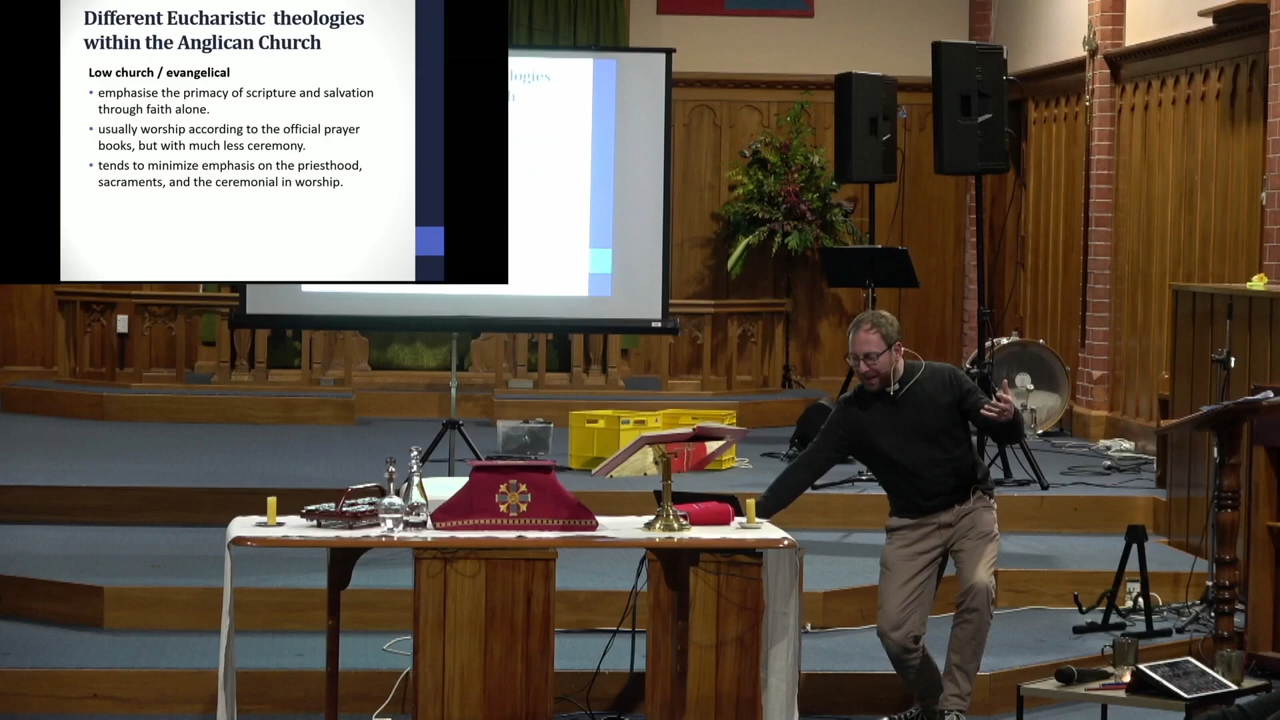 Different Eucharistic theologies
within the Anglican Church
Low church / evangelical
• emphasise the primacy of scripture and salvation
through faith alone.
• usually worship according to the official prayer
books, but with much less ceremony.
• tends to minimize emphasis on the priesthood,
sacraments, and the ceremonial in worship.